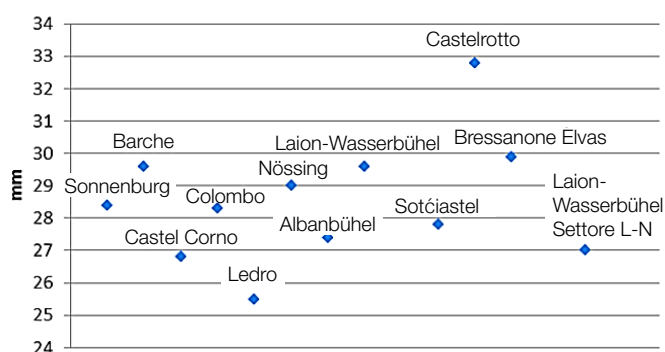 34
33
32
31
30
29
28
27
26
25
24
mm
Castelrotto
Barche
Laion-Wasserbühel
Bressanone Elvas
Sonnenburg
Colombo
Nössing
Laion-
Wasserbühel
Settore L-N
Castel Corno
Albanbühel
Sotćiastel
Ledro